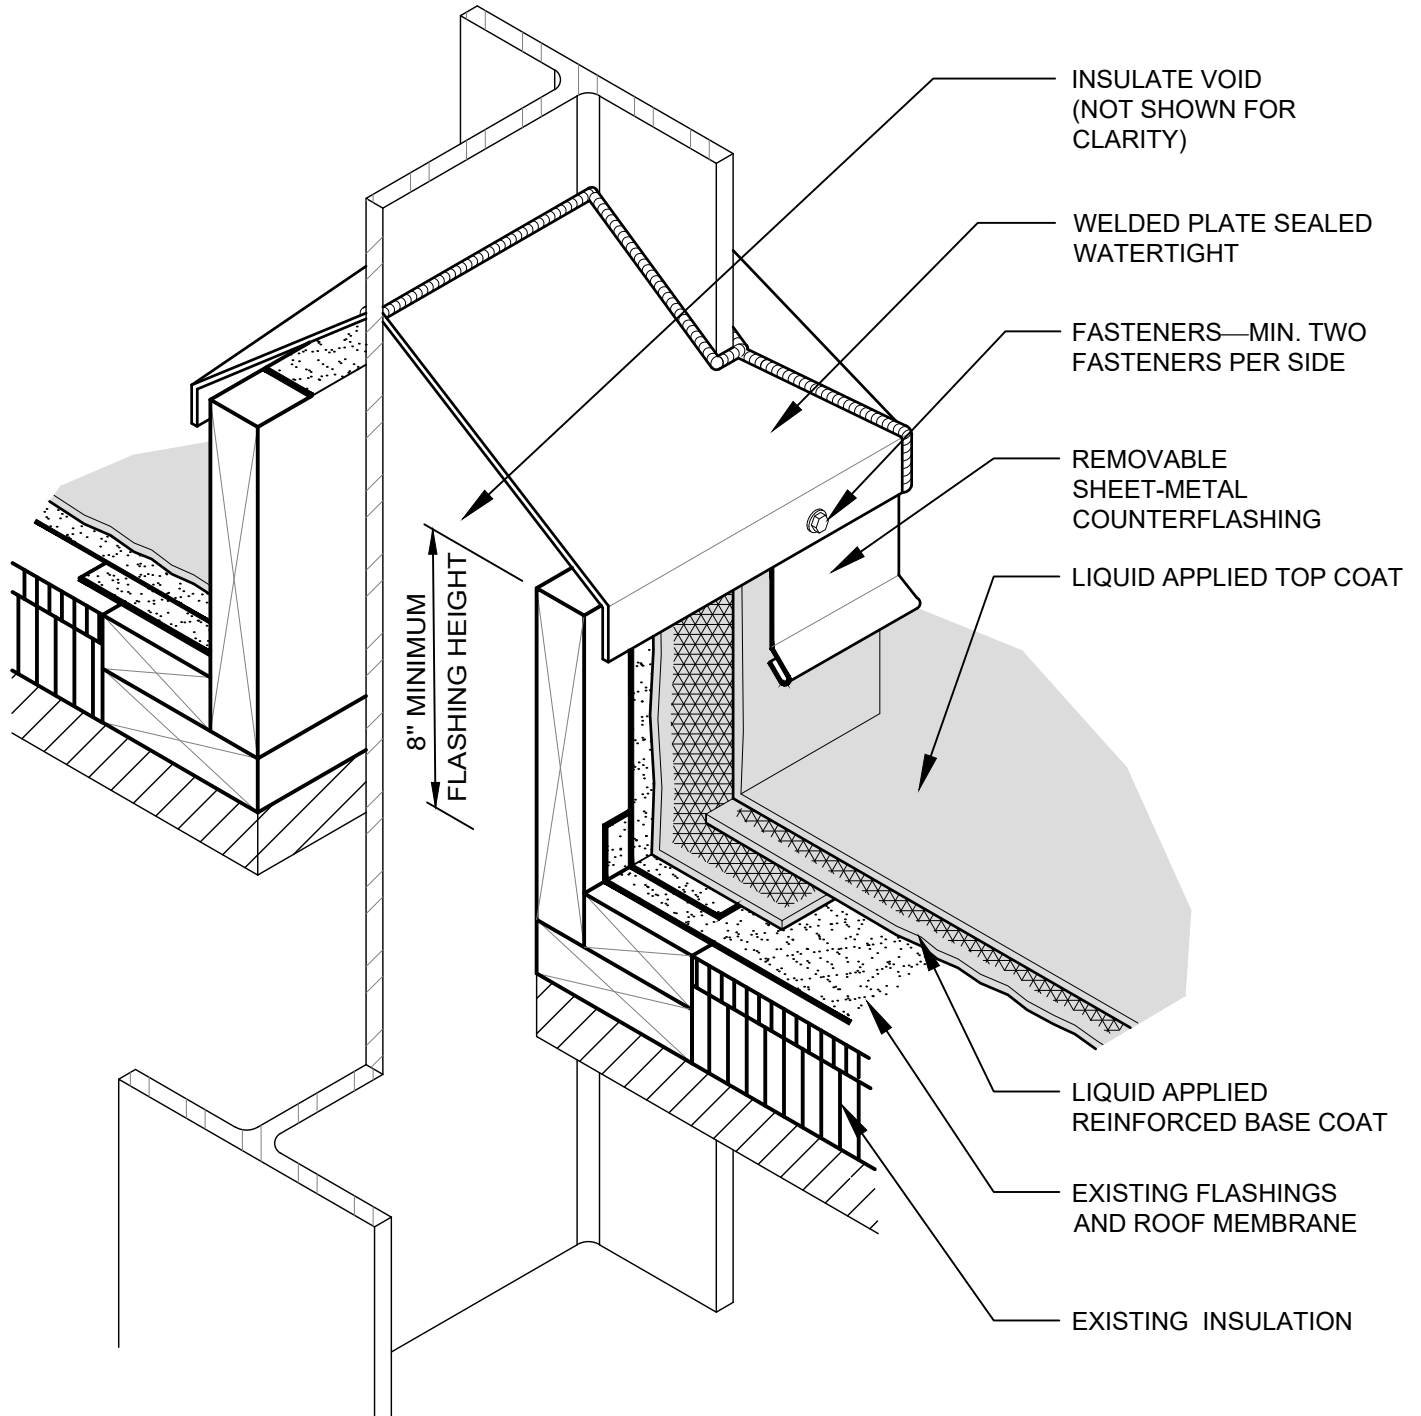 INSULATE VOID
(NOT SHOWN FOR
CLARITY)
WELDED PLATE SEALED
WATERTIGHT
FASTENERS—MIN. TWO
FASTENERS PER SIDE
REMOVABLE
SHEET-METAL
COUNTERFLASHING
LIQUID APPLIED TOP COAT
8" MINIMUM
FLASHING HEIGHT
LIQUID APPLIED
REINFORCED BASE COAT
EXISTING FLASHINGS
AND ROOF MEMBRANE
EXISTING INSULATION